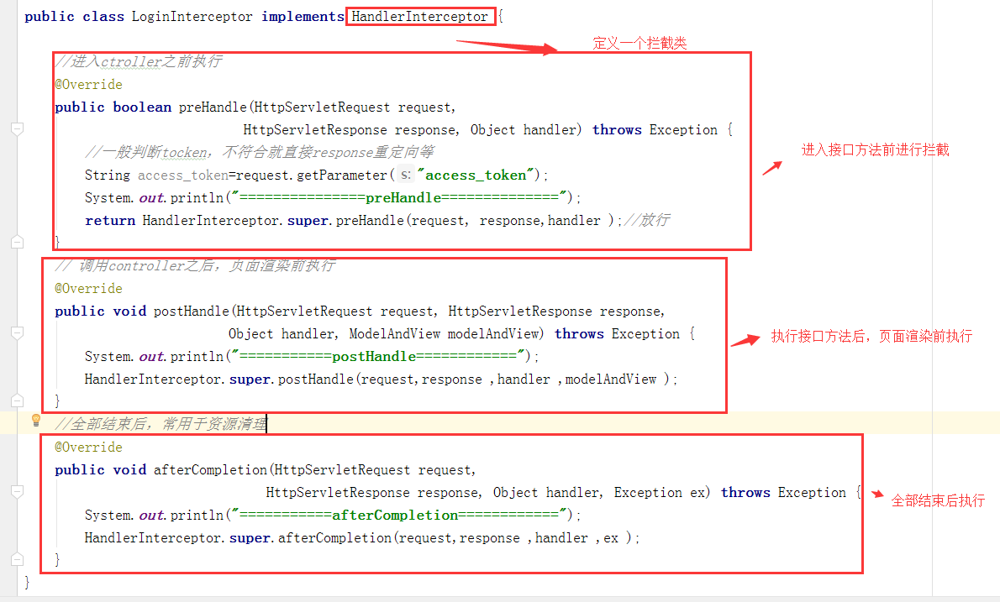 public class LoginInterceptor implements HandlerInterceptor {
定义一个拦截类
//进入ctroller之前执行
@Override
public boolean preHandle(HttpServletRequest request,
HttpServletResponse response, Object handler) throws Exception {
进入接口方法前进行拦截
//一般判断tocken，不符合就直接response重定向等
String access_token=request.getParameter( s: "access_token");
System.out.println("===============preHandle==============");
return HandlerInterceptor.super.preHandle(request, response,handler );//放行
}
// 调用controller之后，页面渲染前执行
@Override
public void postHandle(HttpServletRequest request, HttpServletResponse response,
Object handler, ModelAndView modelAndView) throws Exception {
执行接口方法后，页面渲染前执行
System.out.println("===========postHandle============");
HandlerInterceptor.super.postHandle(request,response ,handler ,modelAndView );
}
//全部结束后，常用于资源清理
@Override
public void afterCompletion(HttpServletRequest request,
HttpServletResponse response, Object handler, Exception ex) throws Exception {
全部结束后执行
System.out.println("===========afterCompletion============");
HandlerInterceptor.super.afterCompletion(request,response ,handler ,ex );
}
}